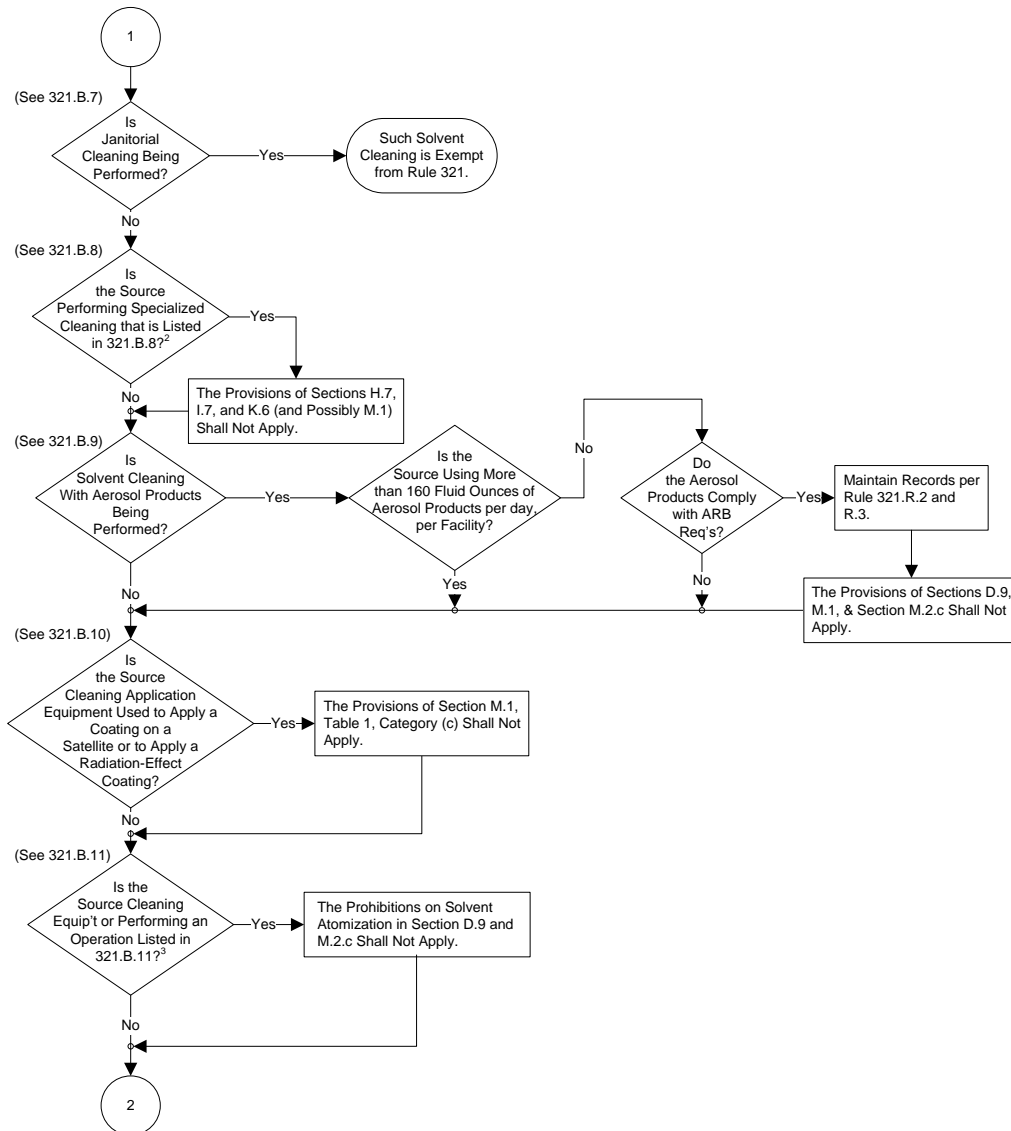 1
(See 321.B.7)
Is
Janitorial
Cleaning Being
Performed?
Yes
Such Solvent
Cleaning is Exempt
from Rule 321.
No
(See 321.B.8)
Is
the Source
Performing Specialized
Cleaning that is Listed
in 321.B.8?²
Yes
The Provisions of Sections H.7,
I.7, and K.6 (and Possibly M.1)
Shall Not Apply.
No
(See 321.B.9)
Is
Solvent Cleaning
With Aerosol Products
Being
Performed?
Yes
Is the
Source Using More
than 160 Fluid Ounces of
Aerosol Products per day,
per Facility?
No
Do
the Aerosol
Products Comply
with ARB
Req's?
Yes
Maintain Records per
Rule 321.R.2 and
R.3.
No
Yes
No
The Provisions of Sections D.9,
M.1, & Section M.2.c Shall Not
Apply.
(See 321.B.10)
Is
the Source
Cleaning Application
Equipment Used to Apply a
Coating on a
Satellite or to Apply a
Radiation-Effect
Coating?
Yes
The Provisions of Section M.1,
Table 1, Category (c) Shall Not
Apply.
No
(See 321.B.11)
Is the
Source Cleaning
Equip't or Performing an
Operation Listed in
321.B.11?³
Yes
The Prohibitions on Solvent
Atomization in Section D.9 and
M.2.c Shall Not Apply.
No
2